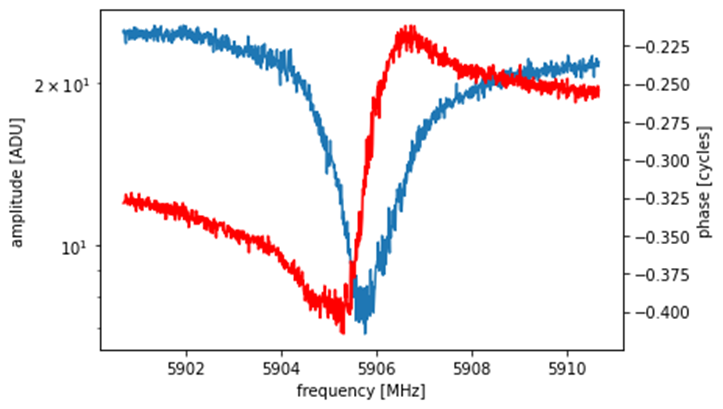 amplitude [ADU]
2 × 10¹
10¹
−0.225
−0.250
−0.275
−0.300
−0.325
−0.350
−0.375
−0.400
phase [cycles]
5902 5904 5906 5908 5910
frequency [MHz]